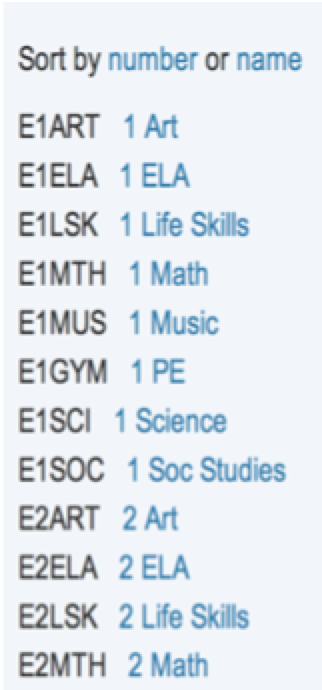 Sort by number or name
E1ART 1 Art
E1ELA 1 ELA
E1LSK 1 Life Skills
E1MTH 1 Math
E1MUS 1 Music
E1GYM 1 PE
E1SCI 1 Science
E1SOC 1 Soc Studies
E2ART 2 Art
E2ELA 2 ELA
E2LSK 2 Life Skills
E2MTH 2 Math